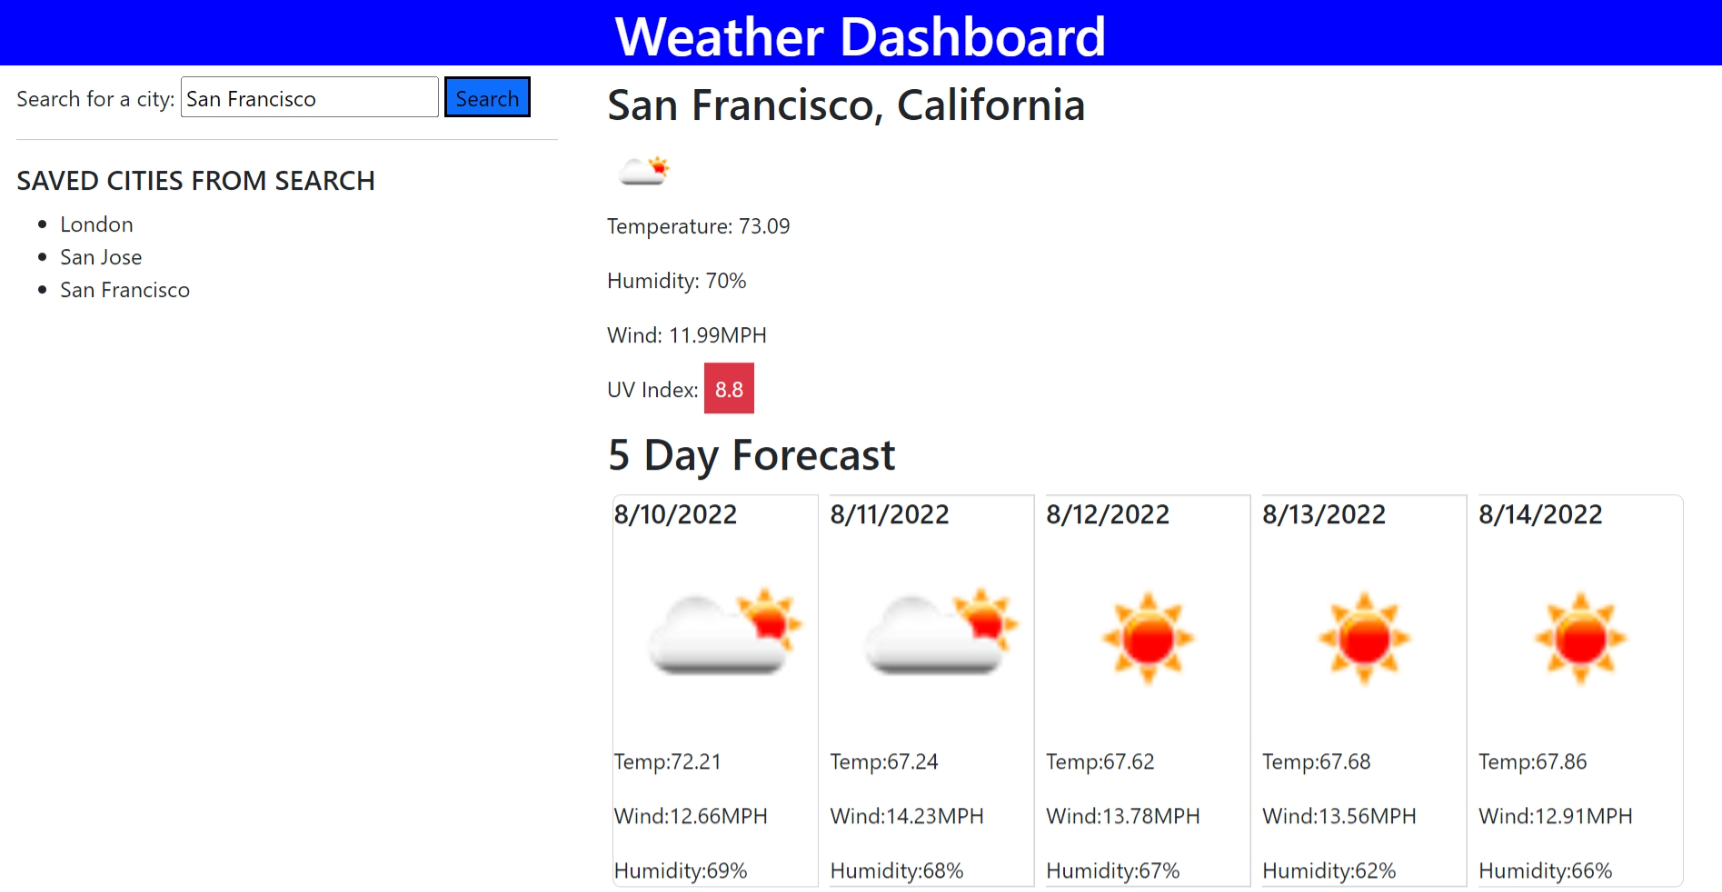 Weather Dashboard
Search for a city: San Francisco Search
SAVED CITIES FROM SEARCH
London
San Jose
San Francisco
San Francisco, California
Temperature: 73.09
Humidity: 70%
Wind: 11.99MPH
UV Index: 8.8
5 Day Forecast
8/10/2022
Temp:72.21
Wind:12.66MPH
Humidity:69%
8/11/2022
Temp:67.24
Wind:14.23MPH
Humidity:68%
8/12/2022
Temp:67.62
Wind:13.78MPH
Humidity:67%
8/13/2022
Temp:67.68
Wind:13.56MPH
Humidity:62%
8/14/2022
Temp:67.86
Wind:12.91MPH
Humidity:66%